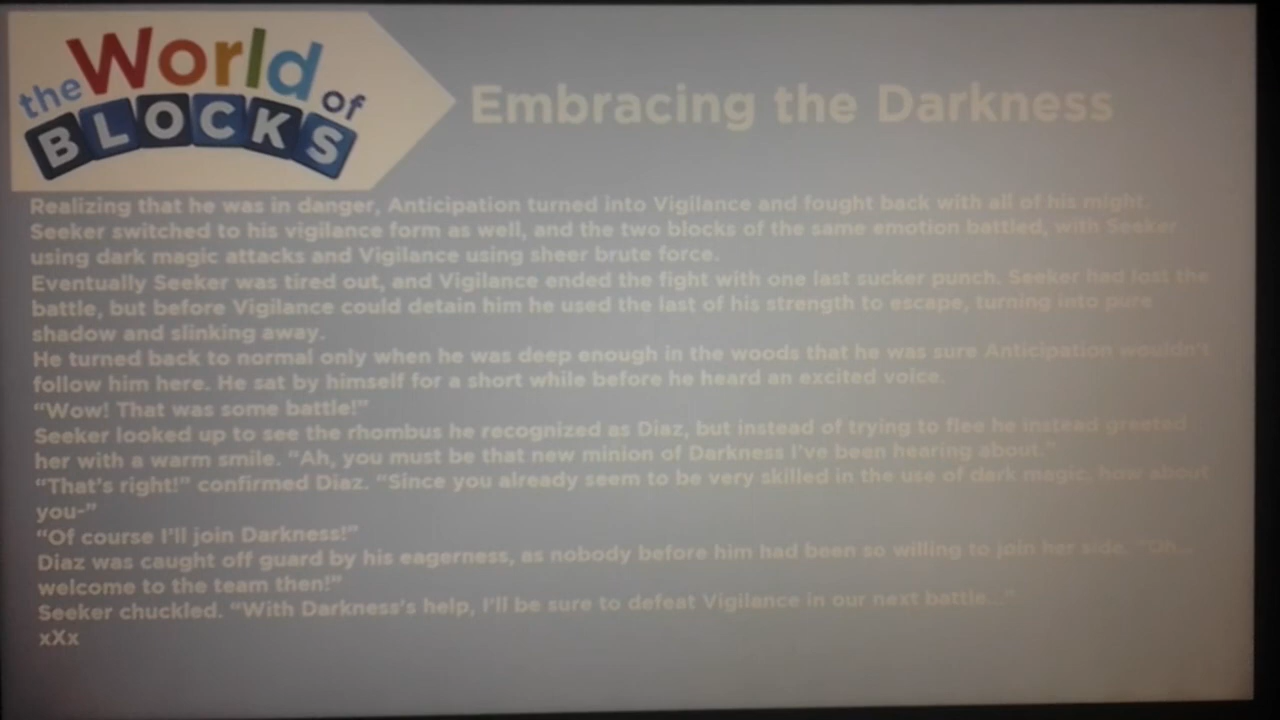 the World of
BLOCKS
Embracing the Darkness
Realizing that he was in danger, Anticipation turned into Vigilance and fought back with all of his might.
Seeker switched to his vigilance form as well, and the two blocks of the same emotion battled, with Seeker
using dark magic attacks and Vigilance using sheer brute force.
Eventually Seeker was tired out, and Vigilance ended the fight with one last sucker punch. Seeker had lost the
battle, but before Vigilance could detain him he used the last of his strength to escape, turning into pure
shadow and slinking away.
He turned back to normal only when he was deep enough in the woods that he was sure Anticipation wouldn't
follow him here. He sat by himself for a short while before he heard an excited voice.
“Wow! That was some battle!”
Seeker looked up to see the rhombus he recognized as Diaz, but instead of trying to flee he instead greeted
her with a warm smile. “Ah, you must be that new minion of Darkness I’ve been hearing about.”
“That’s right!” confirmed Diaz. “Since you already seem to be very skilled in the use of dark magic, how about
you-”
“Of course I’ll join Darkness!”
Diaz was caught off guard by his eagerness, as nobody before him had been so willing to join her side. “Oh...
welcome to the team then!”
Seeker chuckled. “With Darkness’s help, I’ll be sure to defeat Vigilance in our next battle...”
xXx